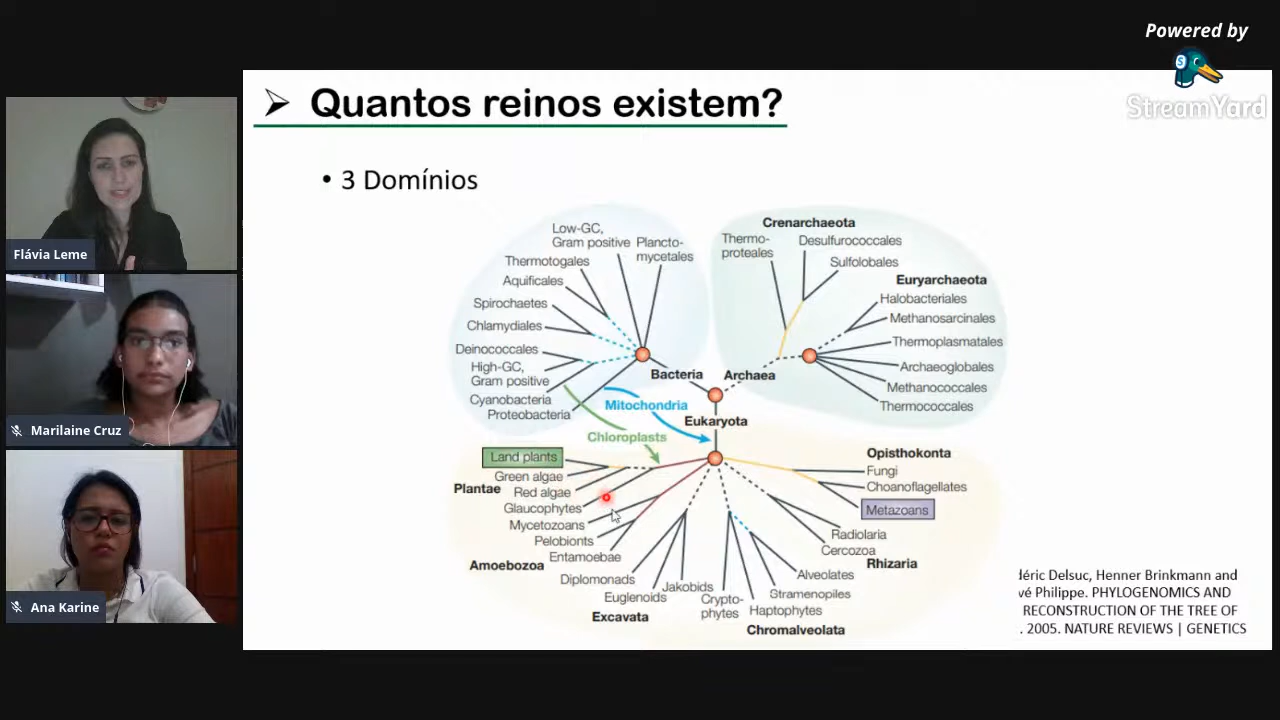 Powered by
StreamYard
Quantos reinos existem?
• 3 Domínios
Flávia Leme
Marilaine Cruz
Ana Karine
Low-GC,
Gram positive
Plancto-
mycetales
Thermotogales
Aquificales
Spirochaetes
Chlamydiales
Deinococcales
High-GC,
Gram positive
Cyanobacteria
Proteobacteria
Bacteria
Crenarchaeota
Thermo-
proteales
Desulfurococcales
Sulfolobales
Euryarchaeota
Halobacteriales
Methanosarcinales
Thermoplasmatales
Archaeoglobales
Methanococcales
Thermococcales
Archaea
Mitochondria
Eukaryota
Chloroplasts
Land plants
Green algae
Plantae
Red algae
Glaucophytes
Mycetozoans
Pelobionts
Entamoebae
Amoebozoa
Diplomonads
Euglenoids
Jakobids
Excavata
Crypto-
phytes
Haptophytes
Stramenopiles
Alveolates
Chromalveolata
Cercozoa
Radiolaria
Rhizaria
Opisthokonta
Fungi
Choanoflagellates
Metazoans
déric Delsuc, Henner Brinkmann and
vé Philippe. PHYLOGENOMICS AND
RECONSTRUCTION OF THE TREE OF
. 2005. NATURE REVIEWS | GENETICS